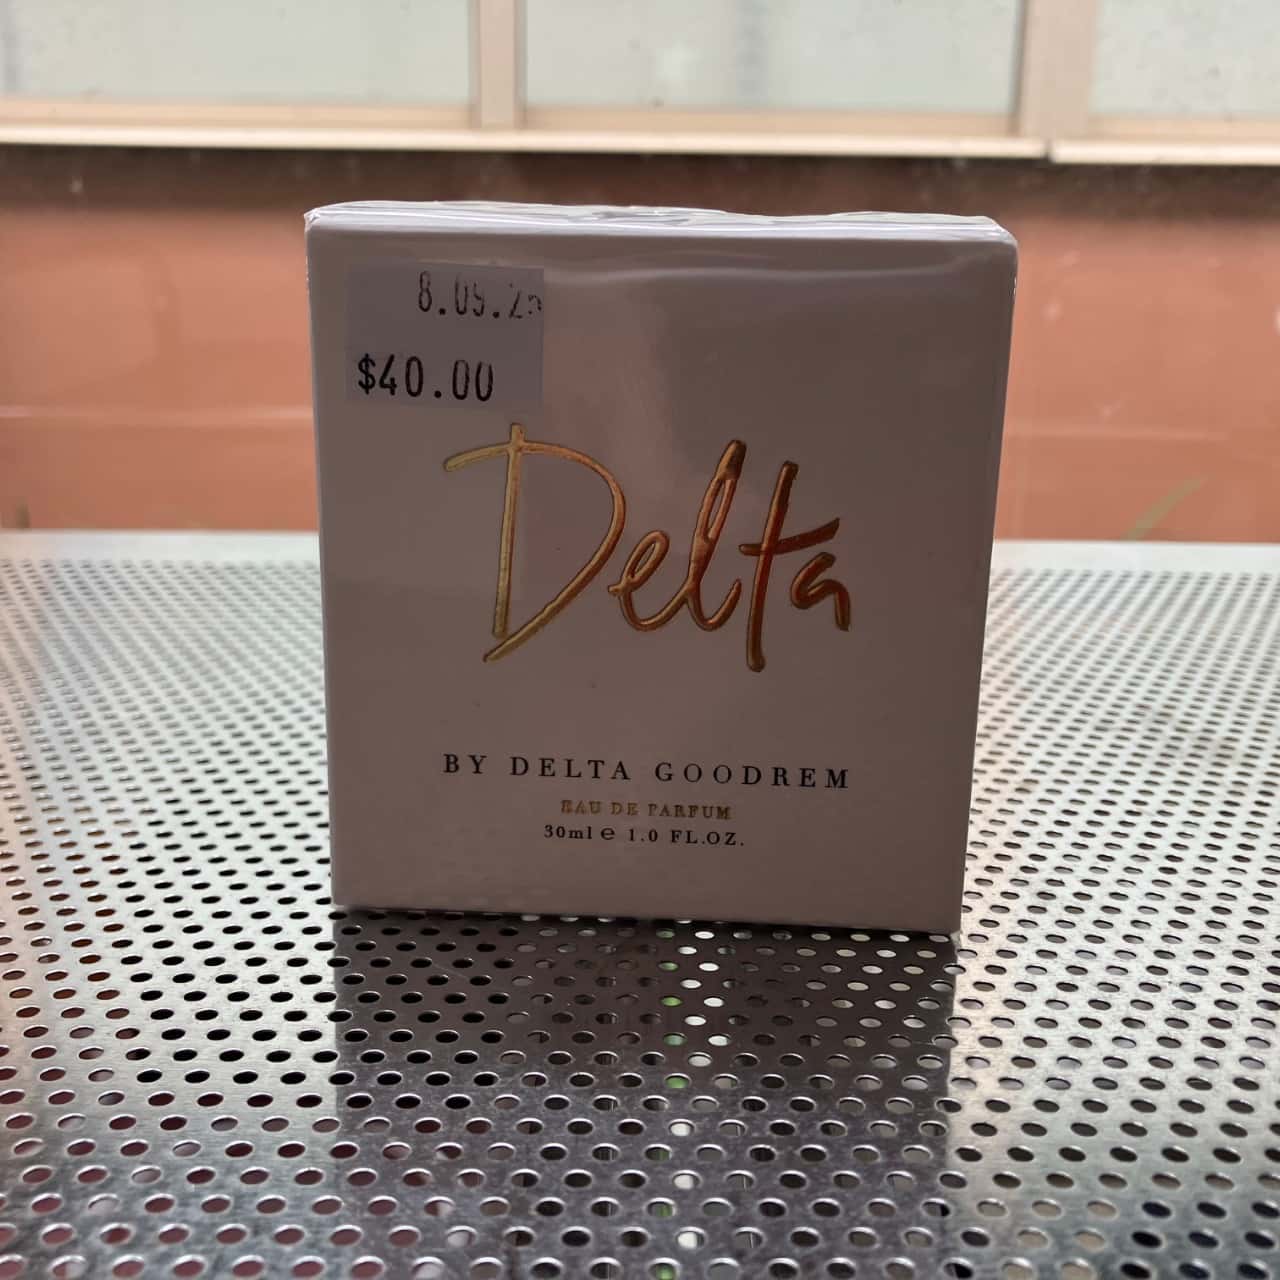 $40.00
Delta
BY DELTA GOODREM
EAU DE PARFUM
30ml ℮ 1.0 FL.OZ.